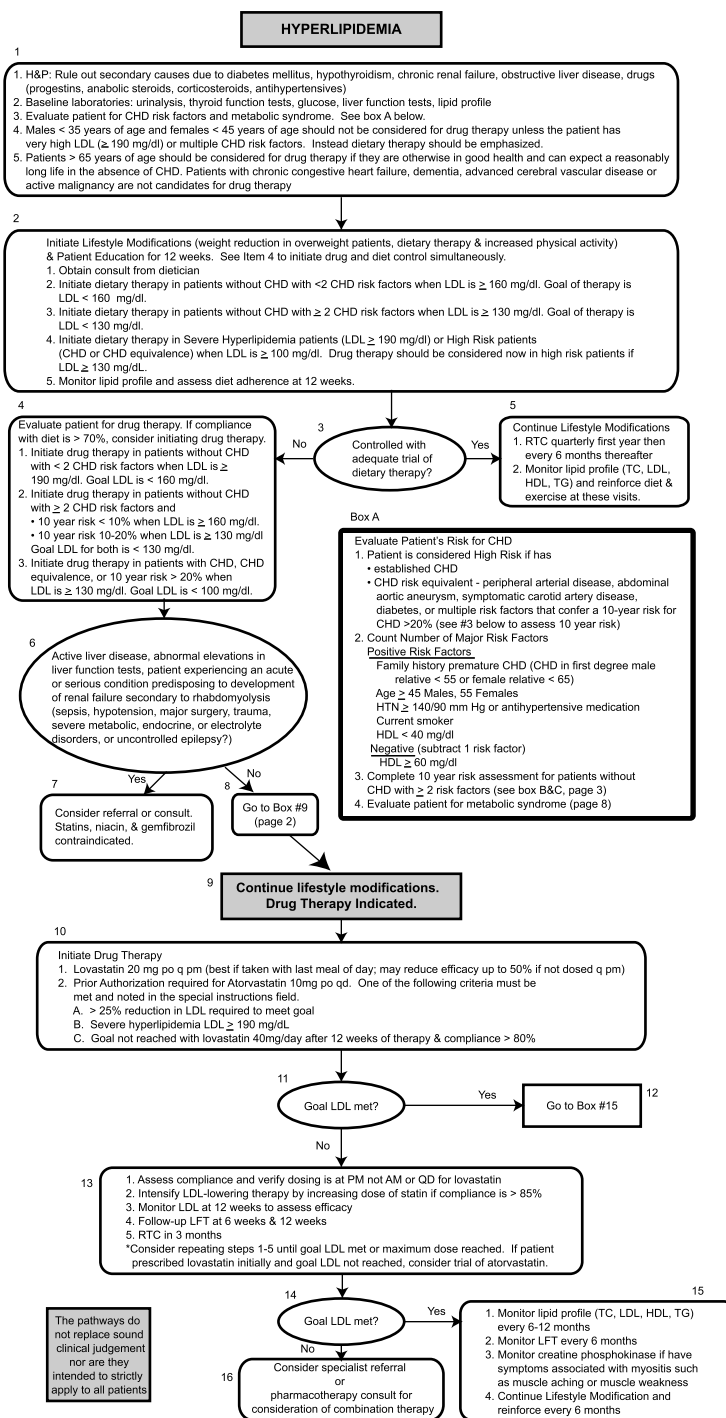 HYPERLIPIDEMIA
1
1. H&P: Rule out secondary causes due to diabetes mellitus, hypothyroidism, chronic renal failure, obstructive liver disease, drugs
(progestins, anabolic steroids, corticosteroids, antihypertensives)
2. Baseline laboratories: urinalysis, thyroid function tests, glucose, liver function tests, lipid profile
3. Evaluate patient for CHD risk factors and metabolic syndrome. See box A below.
4. Males < 35 years of age and females < 45 years of age should not be considered for drug therapy unless the patient has
very high LDL (≥ 190 mg/dl) or multiple CHD risk factors. Instead dietary therapy should be emphasized.
5. Patients > 65 years of age should be considered for drug therapy if they are otherwise in good health and can expect a reasonably
long life in the absence of CHD. Patients with chronic congestive heart failure, dementia, advanced cerebral vascular disease or
active malignancy are not candidates for drug therapy
2
Initiate Lifestyle Modifications (weight reduction in overweight patients, dietary therapy & increased physical activity)
& Patient Education for 12 weeks. See Item 4 to initiate drug and diet control simultaneously.
1. Obtain consult from dietician
2. Initiate dietary therapy in patients without CHD with <2 CHD risk factors when LDL is ≥ 160 mg/dl. Goal of therapy is
LDL < 160 mg/dl.
3. Initiate dietary therapy in patients without CHD with ≥ 2 CHD risk factors when LDL is ≥ 130 mg/dl. Goal of therapy is
LDL < 130 mg/dl.
4. Initiate dietary therapy in Severe Hyperlipidemia patients (LDL ≥ 190 mg/dl) or High Risk patients
(CHD or CHD equivalence) when LDL is ≥ 100 mg/dl. Drug therapy should be considered now in high risk patients if
LDL ≥ 130 mg/dL.
5. Monitor lipid profile and assess diet adherence at 12 weeks.
3
Controlled with
adequate trial of
dietary therapy?
No
Yes
4
Evaluate patient for drug therapy. If compliance
with diet is > 70%, consider initiating drug therapy.
1. Initiate drug therapy in patients without CHD
with < 2 CHD risk factors when LDL is ≥
190 mg/dl. Goal LDL is < 160 mg/dl.
2. Initiate drug therapy in patients without CHD
with ≥ 2 CHD risk factors and
• 10 year risk < 10% when LDL is ≥ 160 mg/dl.
• 10 year risk 10-20% when LDL is ≥ 130 mg/dl
Goal LDL for both is < 130 mg/dl.
3. Initiate drug therapy in patients with CHD, CHD
equivalence, or 10 year risk > 20% when
LDL is ≥ 130 mg/dl. Goal LDL is < 100 mg/dl.
5
Continue Lifestyle Modifications
1. RTC quarterly first year then
every 6 months thereafter
2. Monitor lipid profile (TC, LDL,
HDL, TG) and reinforce diet &
exercise at these visits.
Box A
Evaluate Patient's Risk for CHD
1. Patient is considered High Risk if has
• established CHD
• CHD risk equivalent - peripheral arterial disease, abdominal
aortic aneurysm, symptomatic carotid artery disease,
diabetes, or multiple risk factors that confer a 10-year risk for
CHD >20% (see #3 below to assess 10 year risk)
2. Count Number of Major Risk Factors
Positive Risk Factors
Family history premature CHD (CHD in first degree male
relative < 55 or female relative < 65)
Age ≥ 45 Males, 55 Females
HTN ≥ 140/90 mm Hg or antihypertensive medication
Current smoker
HDL < 40 mg/dl
Negative (subtract 1 risk factor)
HDL ≥ 60 mg/dl
3. Complete 10 year risk assessment for patients without
CHD with ≥ 2 risk factors (see box B&C, page 3)
4. Evaluate patient for metabolic syndrome (page 8)
6
Active liver disease, abnormal elevations in
liver function tests, patient experiencing an acute
or serious condition predisposing to development
of renal failure secondary to rhabdomyolysis
(sepsis, hypotension, major surgery, trauma,
severe metabolic, endocrine, or electrolyte
disorders, or uncontrolled epilepsy?)
Yes
No
7
Consider referral or consult.
Statins, niacin, & gemfibrozil
contraindicated.
8
Go to Box #9
(page 2)
9
Continue lifestyle modifications.
Drug Therapy Indicated.
10
Initiate Drug Therapy
1. Lovastatin 20 mg po q pm (best if taken with last meal of day; may reduce efficacy up to 50% if not dosed q pm)
2. Prior Authorization required for Atorvastatin 10mg po qd. One of the following criteria must be
met and noted in the special instructions field.
A. > 25% reduction in LDL required to meet goal
B. Severe hyperlipidemia LDL ≥ 190 mg/dL
C. Goal not reached with lovastatin 40mg/day after 12 weeks of therapy & compliance > 80%
11
Goal LDL met?
Yes
12
Go to Box #15
No
13
1. Assess compliance and verify dosing is at PM not AM or QD for lovastatin
2. Intensify LDL-lowering therapy by increasing dose of statin if compliance is > 85%
3. Monitor LDL at 12 weeks to assess efficacy
4. Follow-up LFT at 6 weeks & 12 weeks
5. RTC in 3 months
*Consider repeating steps 1-5 until goal LDL met or maximum dose reached. If patient
prescribed lovastatin initially and goal LDL not reached, consider trial of atorvastatin.
14
Goal LDL met?
Yes
No
15
1. Monitor lipid profile (TC, LDL, HDL, TG)
every 6-12 months
2. Monitor LFT every 6 months
3. Monitor creatine phosphokinase if have
symptoms associated with myositis such
as muscle aching or muscle weakness
4. Continue Lifestyle Modification and
reinforce every 6 months
16
Consider specialist referral
or
pharmacotherapy consult for
consideration of combination therapy
The pathways do
not replace sound
clinical judgement
nor are they
intended to strictly
apply to all patients